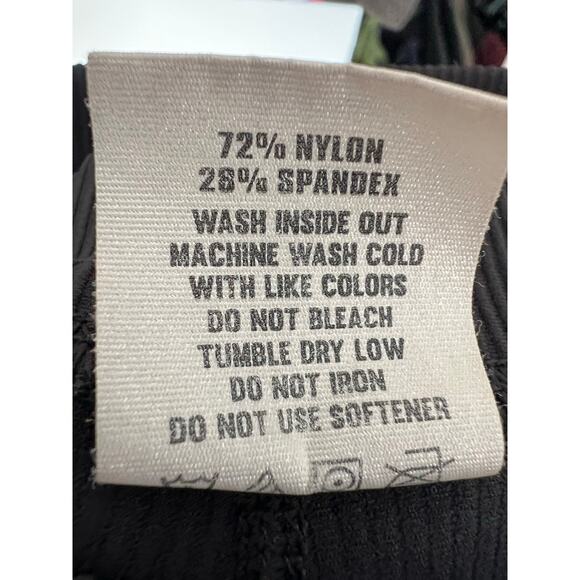 72% NYLON
28% SPANDEX
WASH INSIDE OUT
MACHINE WASH COLD
WITH LIKE COLORS
DO NOT BLEACH
TUMBLE DRY LOW
DO NOT IRON
DO NOT USE SOFTENER